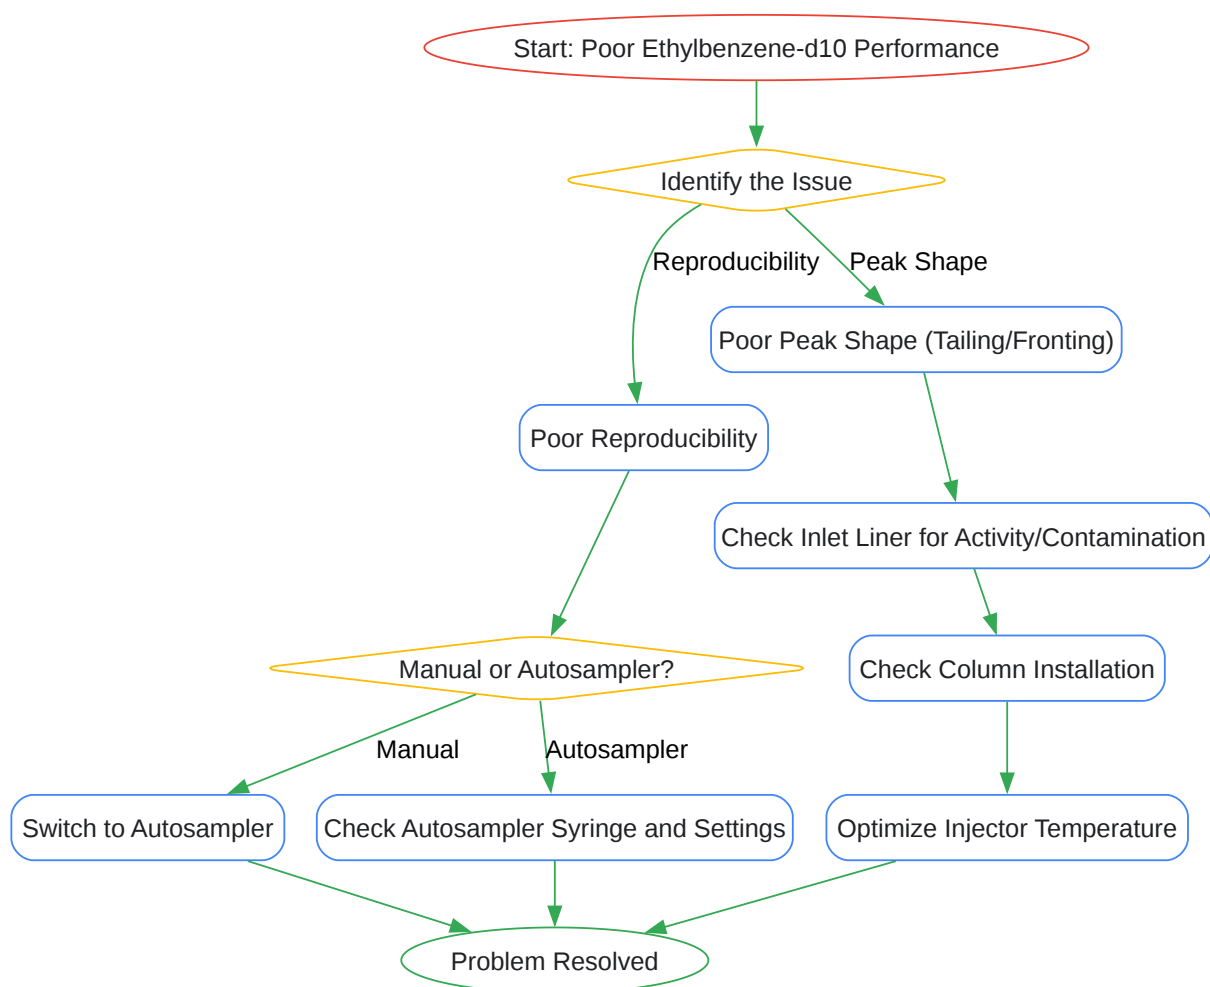 Start: Poor Ethylbenzene-d10 Performance
Identify the Issue
Reproducibility
Peak Shape
Poor Peak Shape (Tailing/Fronting)
Poor Reproducibility
Check Inlet Liner for Activity/Contamination
Manual or Autosampler?
Check Column Installation
Manual
Autosampler
Switch to Autosampler
Check Autosampler Syringe and Settings
Optimize Injector Temperature
Problem Resolved